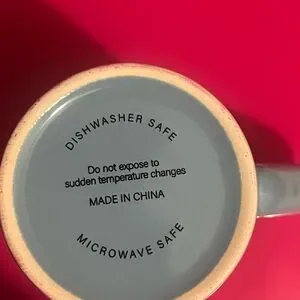 DISHWASHER SAFE
Do not expose to
sudden temperature changes
MADE IN CHINA
MICROWAVE SAFE